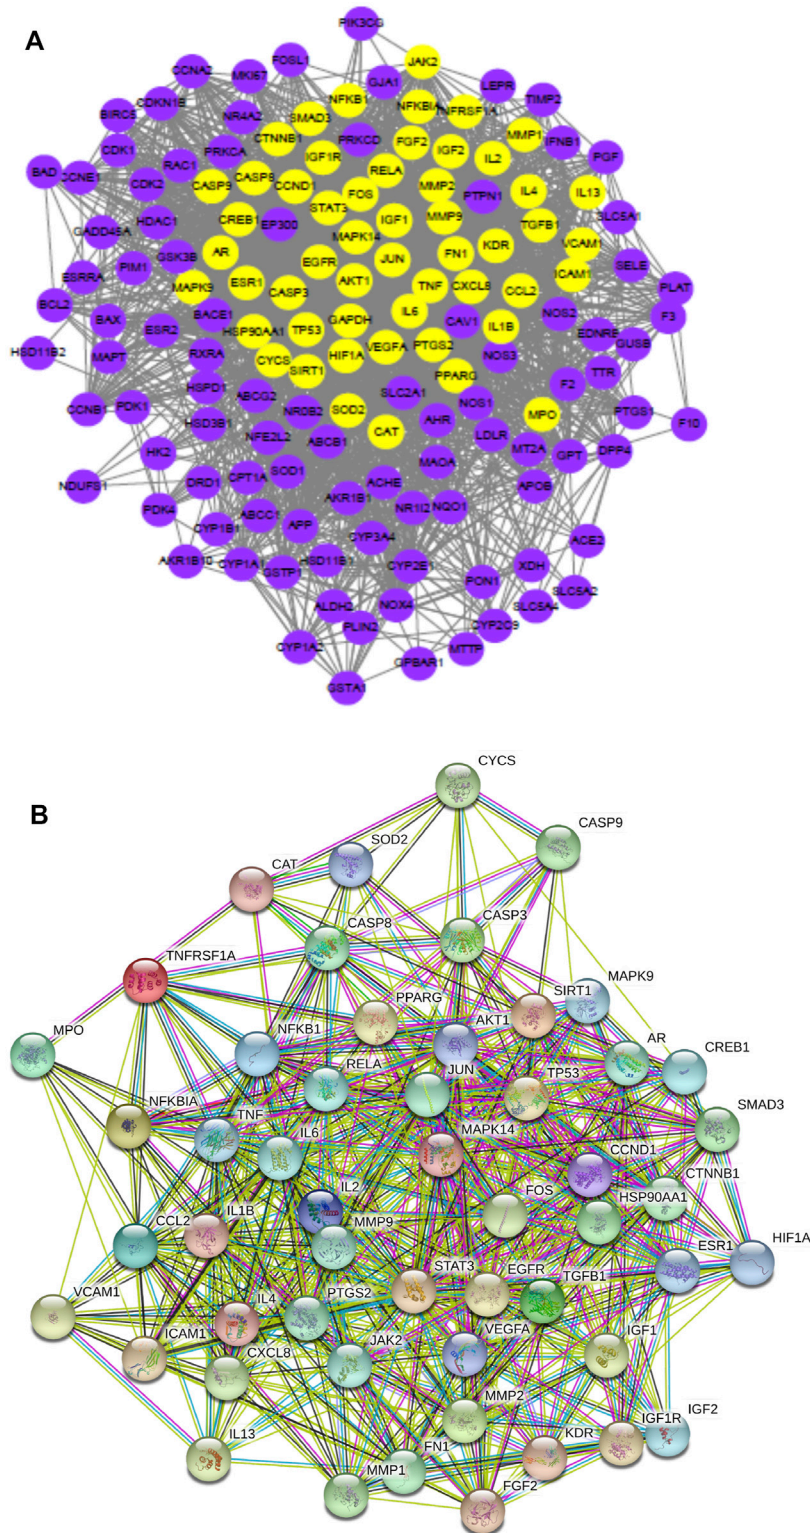 A
PIK3CG
JAK2
FOSL1
CCNA2
MKI67
GJA1
LEPR
TIMP2
NFKB1
CDKN1B
BIRC5
NR4A2
SMAD3
NFKBIA
TNFRSF1A
MMP1
IFNB1
CTNNB1
PRKCD
FGF2
IGF2
IL2
PGF
CDK1
PRKCA
IGF1R
RELA
BAD
CCNE1
RAC1
CDK2
CASP9
CASP8
CCND1
FOS
MMP2
PTPN1
IL4
IL13
SLC5A1
HDAC1
CREB1
EP300
STAT3
IGF1
MMP9
TGFB1
GADD45A
MAPK14
KDR
VCAM1
GSK3B
AR
EGFR
JUN
FN1
SELE
ESRRA
PIM1
MAPK9
ESR1
CASP3
AKT1
TNF
CXCL8
CCL2
ICAM1
PLAT
BCL2
BAX
ESR2
BACE1
HSP90AA1
TP53
GAPDH
IL6
CAV1
IL1B
NOS2
EDNRB
F3
HSD11B2
MAPT
RXRA
CYCS
SIRT1
HIF1A
VEGFA
PTGS2
NOS3
GUSB
TTR
PPARG
F2
CCNB1
PDK1
HSPD1
ABCG2
NR0B2
SOD2
SLC2A1
NOS1
MPO
PTGS1
F10
HSD3B1
NFE2L2
ABCB1
CAT
AHR
LDLR
MT2A
GPT
DPP4
HK2
NDUFS1
DRD1
CPT1A
SOD1
MAOA
APOB
PDK4
ABCC1
AKR1B1
ACHE
NR1I2
NQO1
CYP1B1
APP
CYP3A4
ACE2
AKR1B10
CYP1A1
GSTP1
HSD11B1
CYP2E1
PON1
XDH
SLC5A2
ALDH2
NOX4
SLC5A4
PLIN2
CYP2C9
CYP1A2
GPBAR1
MTTP
GSTA1
B
CYCS
CASP9
SOD2
CAT
CASP8
CASP3
TNFRSF1A
SIRT1
MAPK9
PPARG
AKT1
MPO
NFKB1
AR
CREB1
RELA
JUN
TP53
NFKBIA
SMAD3
TNF
IL6
MAPK14
CCND1
CTNNB1
IL2
FOS
HSP90AA1
IL1B
MMP9
CCL2
HIF1A
ESR1
STAT3
EGFR
TGFB1
VCAM1
IL4
PTGS2
ICAM1
CXCL8
JAK2
VEGFA
IGF1
MMP2
IGF2
IGF1R
IL13
FN1
KDR
MMP1
FGF2